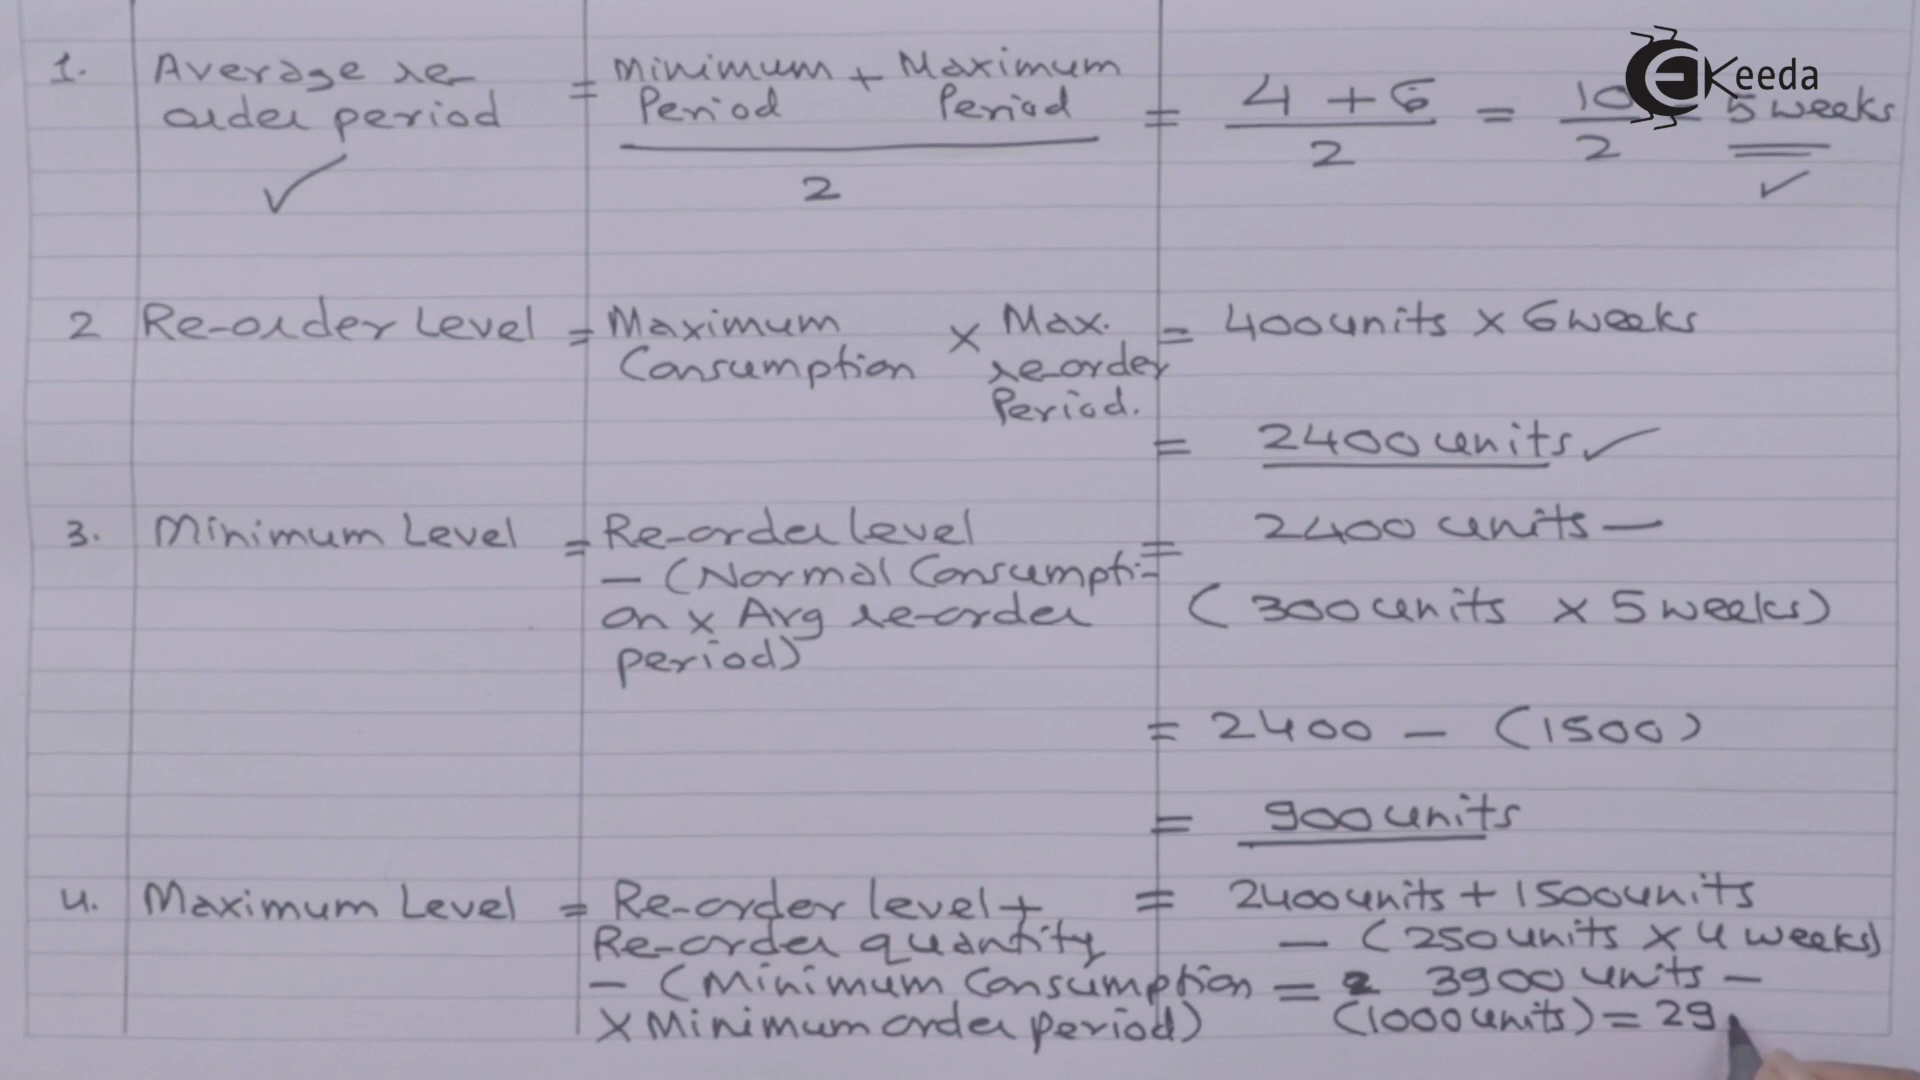 Keeda
1. Average re-order period = Minimum Period + Maximum Period / 2 = 4 + 6 / 2 = 10 / 2 5 weeks ✓
✓
2 Re-order Level = Maximum Consumption × Max. re-order Period. = 400 units × 6 weeks
= 2400 units ✓
3. Minimum Level = Re-order level = 2400 units —
— (Normal Consumpti-
on × Avg re-order (300 units × 5 weeks)
period)
= 2400 — (1500)
= 900 units
4. Maximum Level = Re-order level + = 2400 units + 1500 units
Re-order quantity — (250 units × 4 weeks)
— (Minimum Consumption = 3900 units —
× Minimum order period) (1000 units) = 29